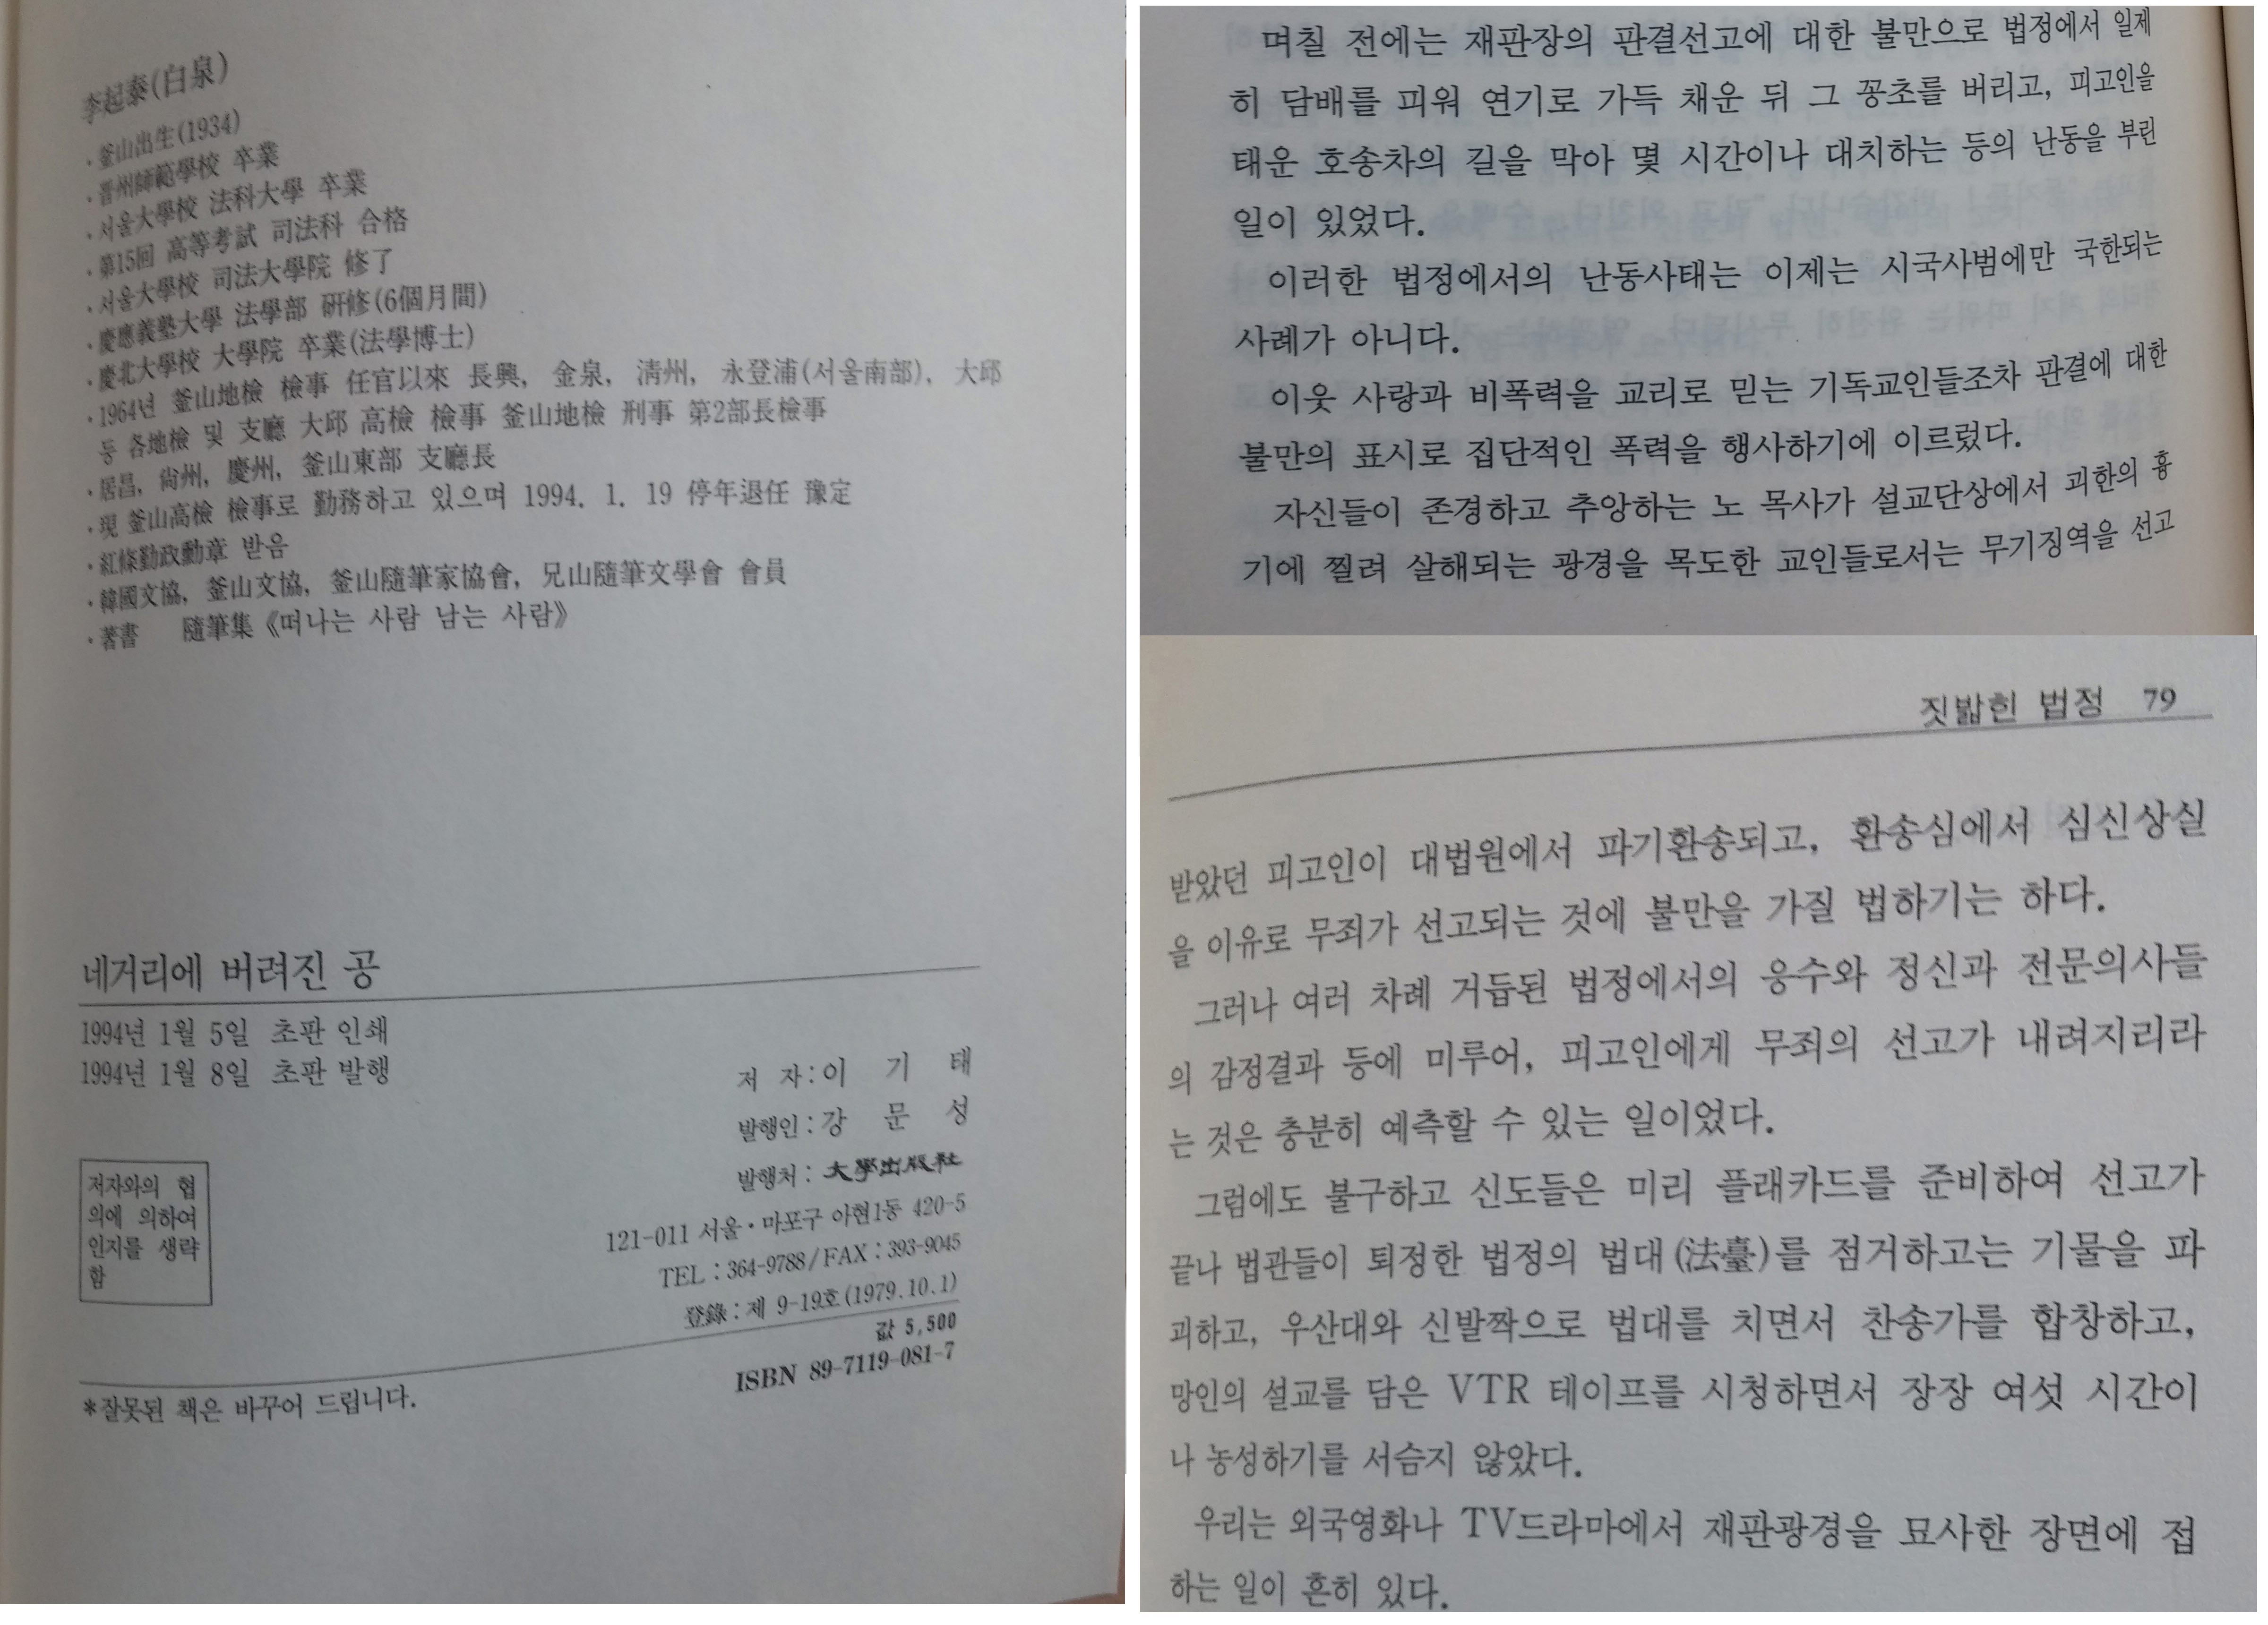 李起泰(白泉)
· 釜山出生(1934)
· 晋州師範學校 卒業
· 서울大學校 法科大學 卒業
· 第15回 高等考試 司法科 合格
· 서울大學校 司法大學院 修了
· 慶應義塾大學 法學部 研修(6個月間)
· 慶北大學校 大學院 卒業(法學博士)
· 1964년 釜山地檢 檢事 任官以來 長興, 金泉, 淸州, 永登浦(서울南部), 大邱
등 各地檢 및 支廳 大邱 高檢 檢事 釜山地檢 刑事 第2部長檢事
· 居昌, 尙州, 慶州, 釜山東部 支廳長
· 現 釜山高檢 檢事로 勤務하고 있으며 1994. 1. 19 停年退任 豫定
· 紅條勤政勳章 받음
· 韓國文協, 釜山文協, 釜山隨筆家協會, 兄山隨筆文學會 會員
· 著書 隨筆集《떠나는 사람 남는 사람》
네거리에 버려진 공
1994년 1월 5일 초판 인쇄
1994년 1월 8일 초판 발행
저 자 : 이 기 태
발행인 : 강 문 성
발행처 : 大學出版社
121-011 서울·마포구 아현1동 420-5
TEL : 364-9788 / FAX : 393-9045
登錄 : 제 9-19호(1979.10.1)
값 5,500
ISBN 89-7119-081-7
저자와의 협
의에 의하여
인지를 생략
함
*잘못된 책은 바꾸어 드립니다.
며칠 전에는 재판장의 판결선고에 대한 불만으로 법정에서 일제
히 담배를 피워 연기로 가득 채운 뒤 그 꽁초를 버리고, 피고인을
태운 호송차의 길을 막아 몇 시간이나 대치하는 등의 난동을 부린
일이 있었다.
이러한 법정에서의 난동사태는 이제는 시국사범에만 국한되는
사례가 아니다.
이웃 사랑과 비폭력을 교리로 믿는 기독교인들조차 판결에 대한
불만의 표시로 집단적인 폭력을 행사하기에 이르렀다.
자신들이 존경하고 추앙하는 노 목사가 설교단상에서 괴한의 흉
기에 찔려 살해되는 광경을 목도한 교인들로서는 무기징역을 선고
짓밟힌 법정 79
받았던 피고인이 대법원에서 파기환송되고, 환송심에서 심신상실
을 이유로 무죄가 선고되는 것에 불만을 가질 법하기는 하다.
그러나 여러 차례 거듭된 법정에서의 응수와 정신과 전문의사들
의 감정결과 등에 미루어, 피고인에게 무죄의 선고가 내려지리라
는 것은 충분히 예측할 수 있는 일이었다.
그럼에도 불구하고 신도들은 미리 플래카드를 준비하여 선고가
끝나 법관들이 퇴정한 법정의 법대(法臺)를 점거하고는 기물을 파
괴하고, 우산대와 신발짝으로 법대를 치면서 찬송가를 합창하고,
망인의 설교를 담은 VTR 테이프를 시청하면서 장장 여섯 시간이
나 농성하기를 서슴지 않았다.
우리는 외국영화나 TV드라마에서 재판광경을 묘사한 장면에 접
하는 일이 흔히 있다.